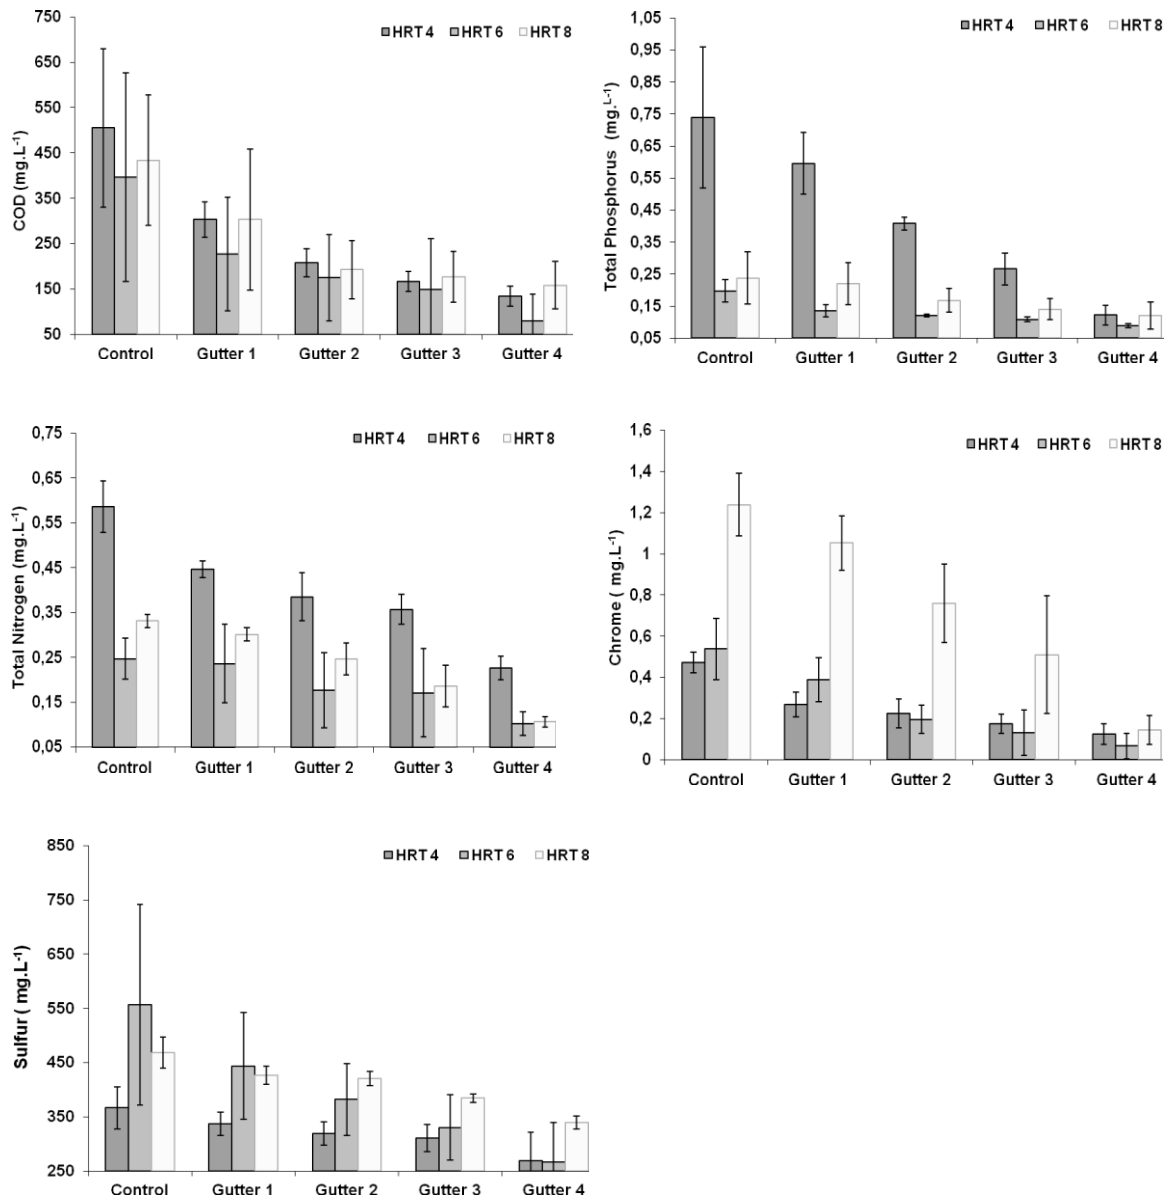 750
650
550
450
350
250
150
50
COD (mg.L-1)
HRT 4 HRT 6 HRT 8
Control Gutter 1 Gutter 2 Gutter 3 Gutter 4
1,05
0,95
0,85
0,75
0,65
0,55
0,45
0,35
0,25
0,15
0,05
Total Phosphorus (mg.L-1)
HRT 4 HRT 6 HRT 8
Control Gutter 1 Gutter 2 Gutter 3 Gutter 4
0,75
0,65
0,55
0,45
0,35
0,25
0,15
0,05
Total Nitrogen (mg.L-1)
HRT 4 HRT 6 HRT 8
Control Gutter 1 Gutter 2 Gutter 3 Gutter 4
1,6
1,4
1,2
1
0,8
0,6
0,4
0,2
0
Chrome ( mg.L-1)
HRT 4 HRT 6 HRT 8
Control Gutter 1 Gutter 2 Gutter 3 Gutter 4
850
750
650
550
450
350
250
Sulfur ( mg.L-1)
HRT 4 HRT 6 HRT 8
Control Gutter 1 Gutter 2 Gutter 3 Gutter 4